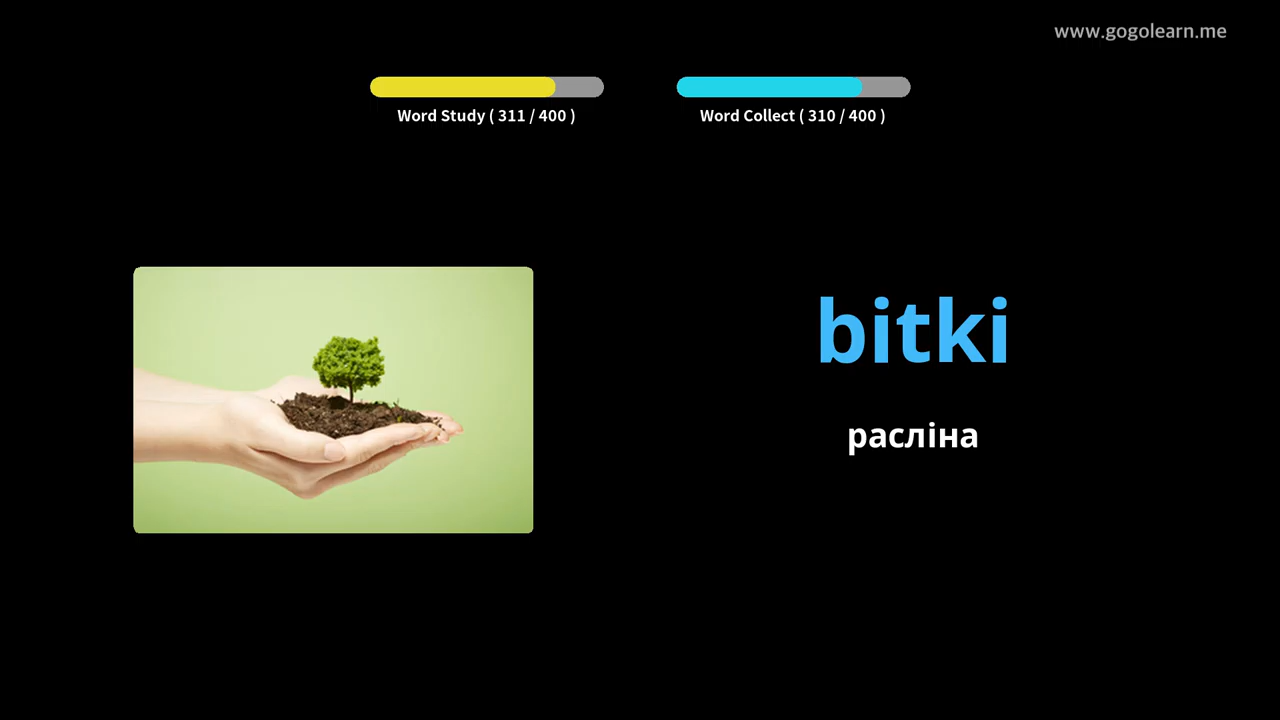 www.gogolearn.me
Word Study ( 311 / 400 )
Word Collect ( 310 / 400 )
bitki
расліна